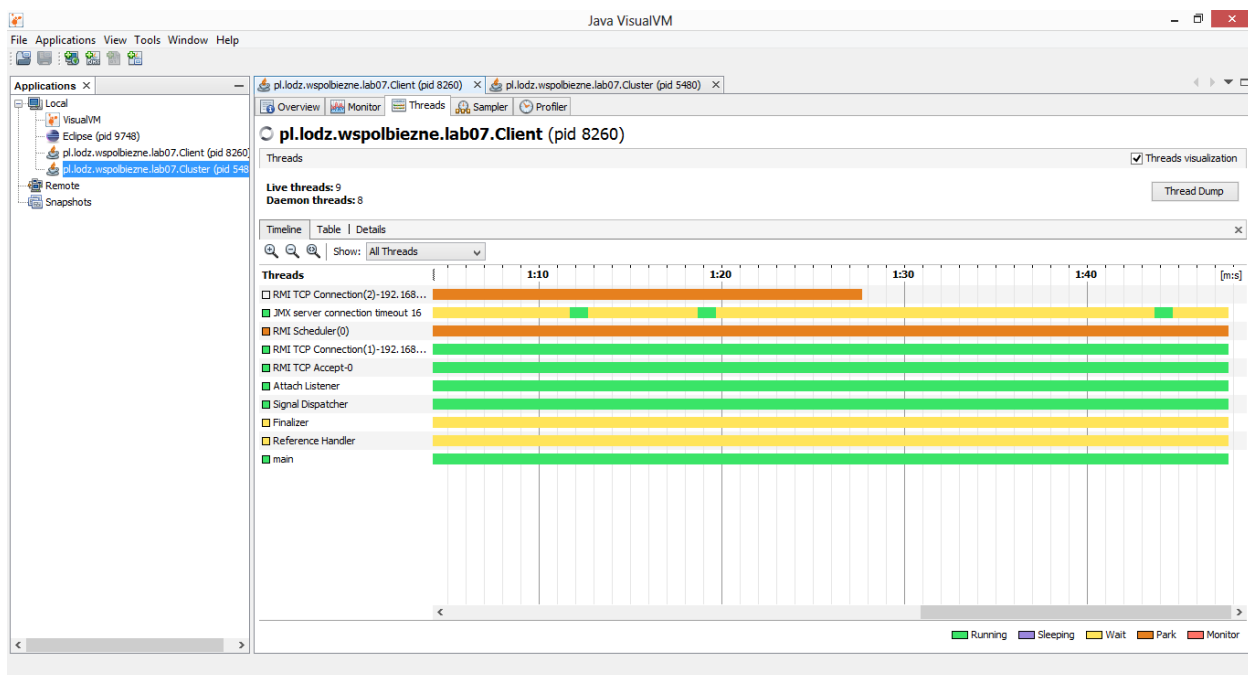 Java VisualVM
File Applications View Tools Window Help
Applications
pl.lodz.wspolbiezne.lab07.Client (pid 8260) pl.lodz.wspolbiezne.lab07.Cluster (pid 5480)
Local
VisualVM
Eclipse (pid 9748)
pl.lodz.wspolbiezne.lab07.Client (pid 8260)
pl.lodz.wspolbiezne.lab07.Cluster (pid 548
Remote
Snapshots
Overview Monitor Threads Sampler Profiler
pl.lodz.wspolbiezne.lab07.Client (pid 8260)
Threads Threads visualization
Live threads: 9
Daemon threads: 8
Thread Dump
Timeline Table Details
Show: All Threads
Threads 1:10 1:20 1:30 1:40 [m:s]
RMI TCP Connection(2)-192.168...
JMX server connection timeout 16
RMI Scheduler(0)
RMI TCP Connection(1)-192.168...
RMI TCP Accept-0
Attach Listener
Signal Dispatcher
Finalizer
Reference Handler
main
Running Sleeping Wait Park Monitor